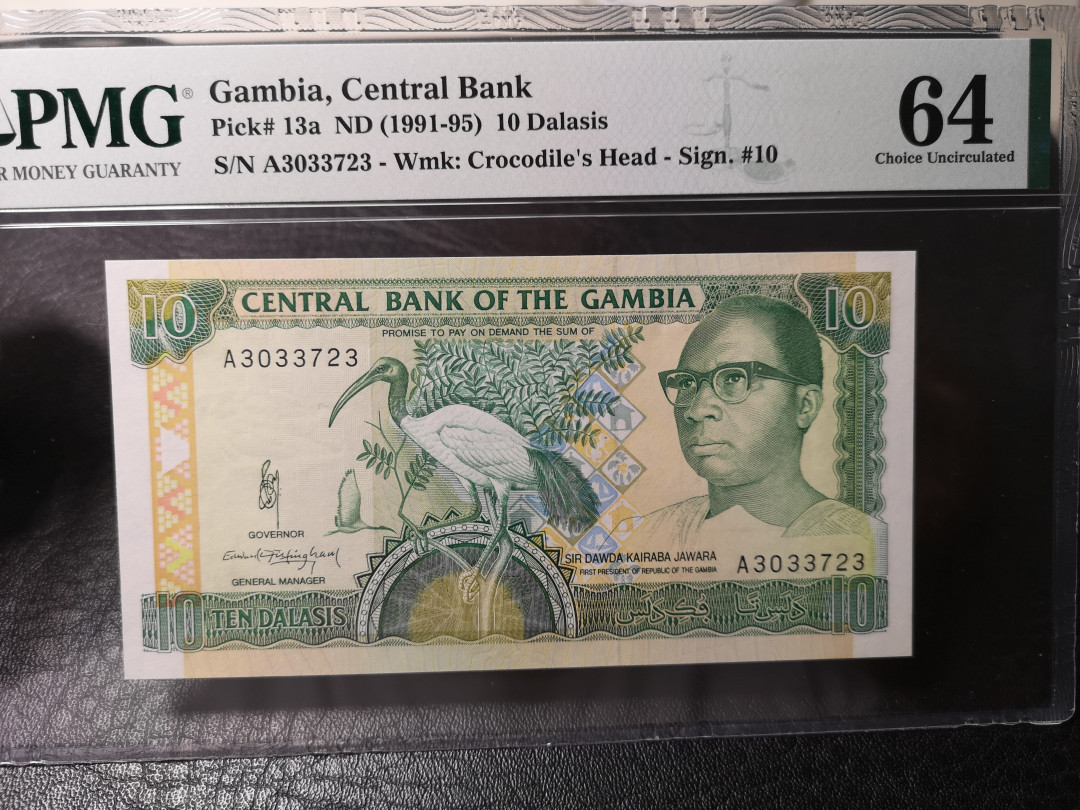 PMG®
R MONEY GUARANTY
Gambia, Central Bank
Pick# 13a ND (1991-95) 10 Dalasis
S/N A3033723 - Wmk: Crocodile's Head - Sign. #10
64
Choice Uncirculated
10 CENTRAL BANK OF THE GAMBIA 10
PROMISE TO PAY ON DEMAND THE SUM OF
A3033723
GOVERNOR
GENERAL MANAGER
SIR DAWDA KAIRABA JAWARA
FIRST PRESIDENT OF REPUBLIC OF THE GAMBIA
A3033723
10 TEN DALASIS 10